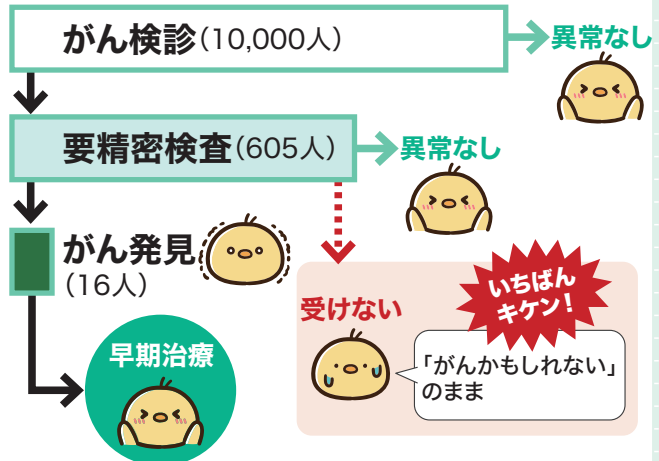 がん検診(10,000人)
異常なし
要精密検査(605人)
異常なし
がん発見
(16人)
受けない
いちばん
キケン!
早期治療
「がんかもしれない」
のまま